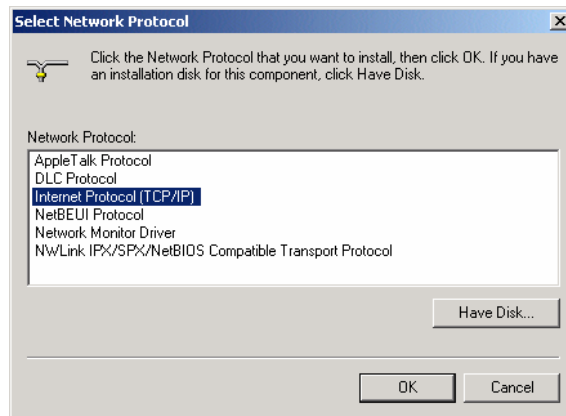 Select Network Protocol
Click the Network Protocol that you want to install, then click OK. If you have
an installation disk for this component, click Have Disk.
Network Protocol:
AppleTalk Protocol
DLC Protocol
Internet Protocol (TCP/IP)
NetBEUI Protocol
Network Monitor Driver
NWLink IPX/SPX/NetBIOS Compatible Transport Protocol
Have Disk...
OK
Cancel